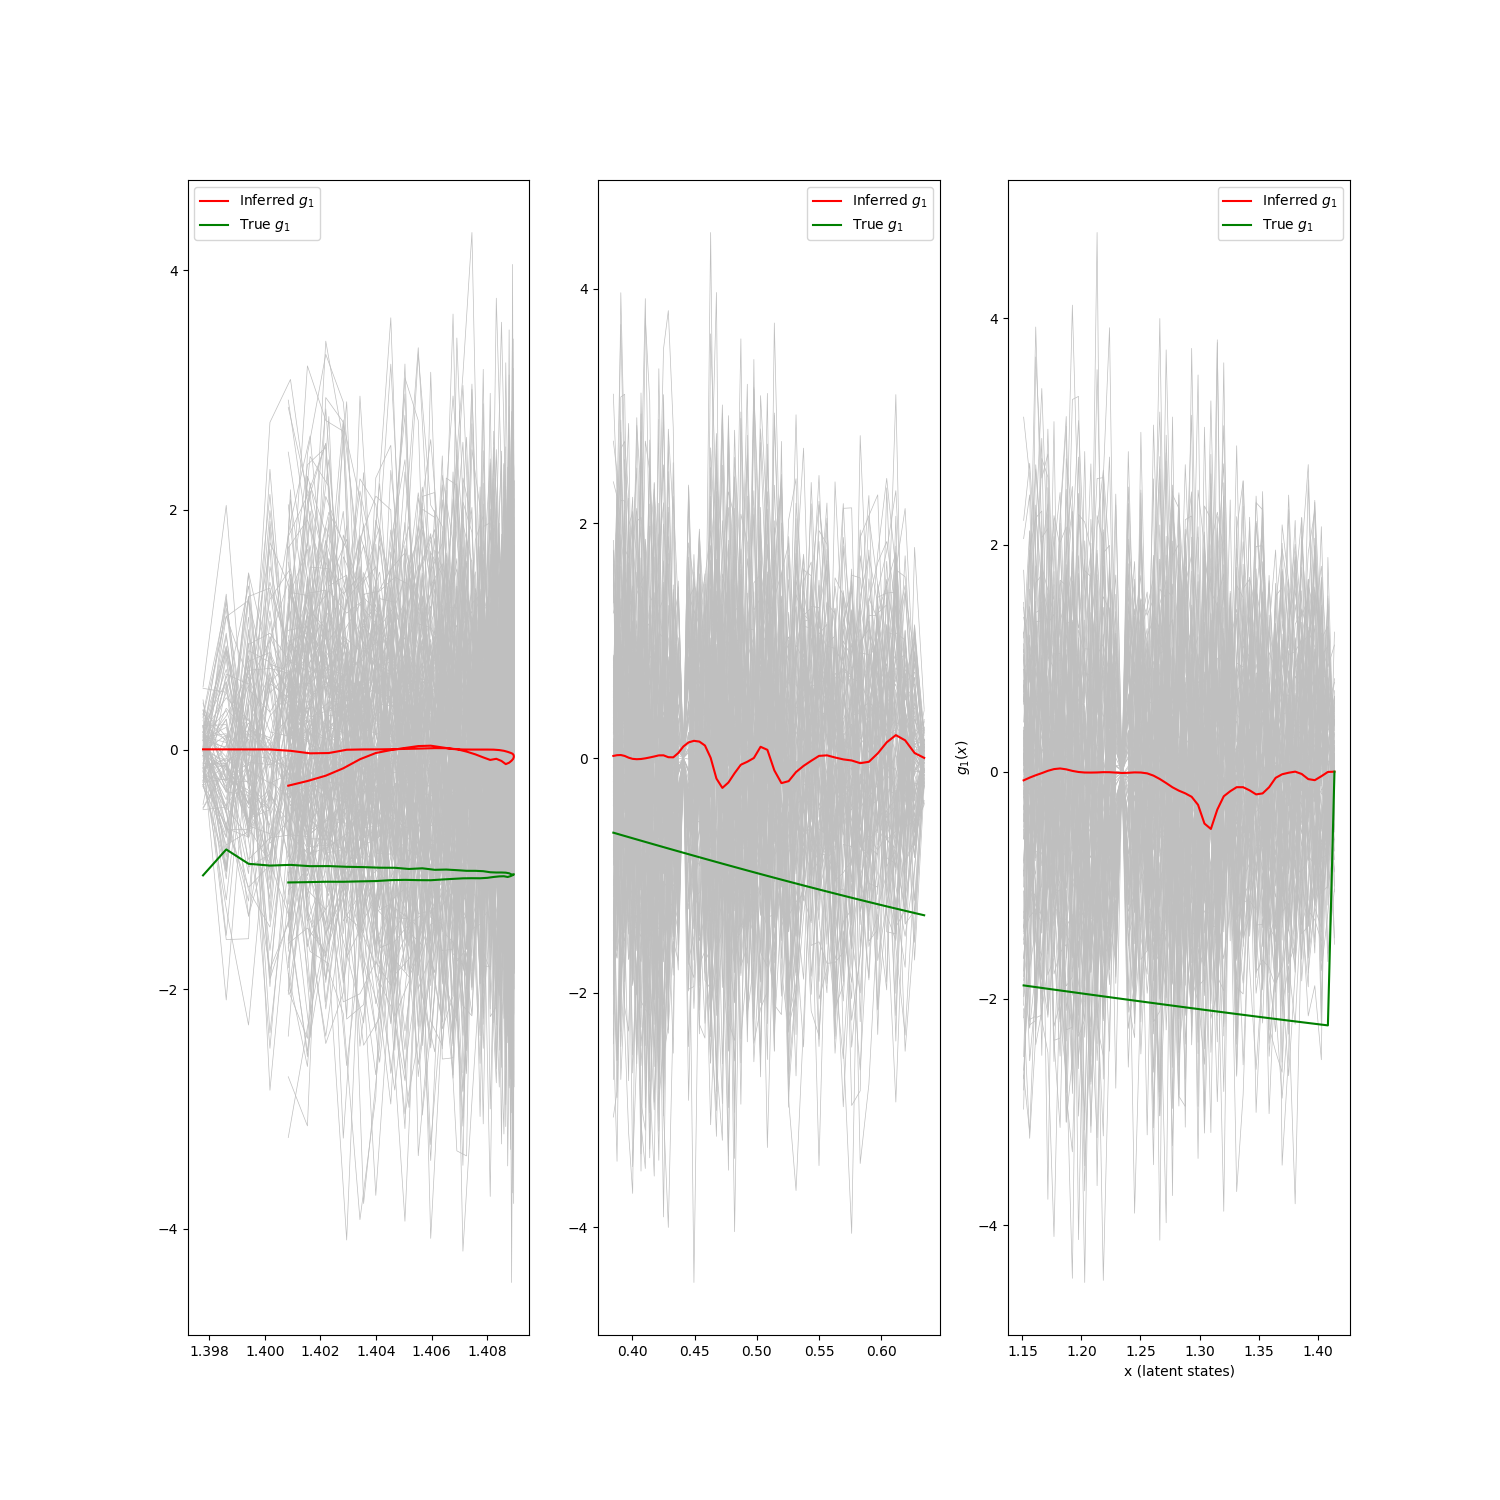 Inferred g₁
True g₁
4
2
0
−2
−4
1.398 1.400 1.402 1.404 1.406 1.408
Inferred g₁
True g₁
4
2
0
−2
−4
0.40 0.45 0.50 0.55 0.60
Inferred g₁
True g₁
g₁(x)
4
2
0
−2
−4
1.15 1.20 1.25 1.30 1.35 1.40
x (latent states)